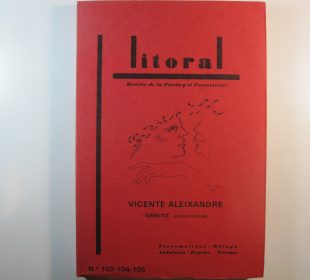 litoral
Revista de la Poesía y el Pensamiento
VICENTE ALEIXANDRE
"AMBITO"
Torremolinos - Málaga
Andalucía - España - Europa
N.º 103-104-105